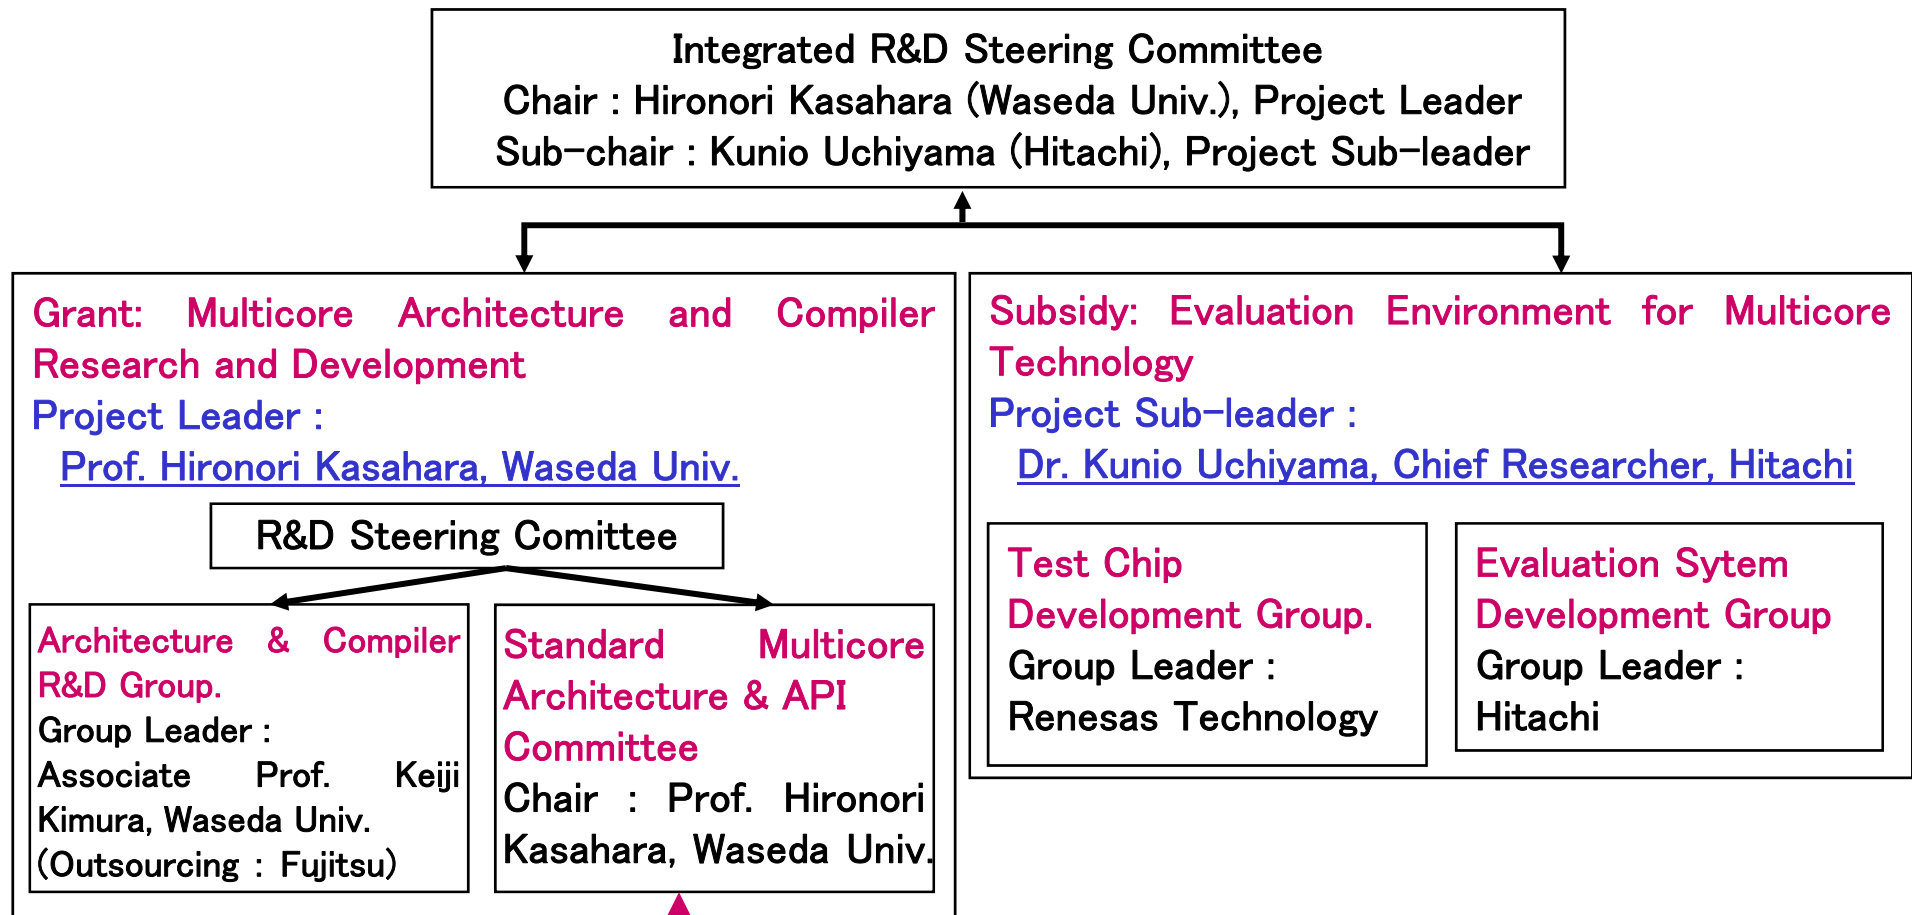 Integrated R&D Steering Committee
Chair : Hironori Kasahara (Waseda Univ.), Project Leader
Sub-chair : Kunio Uchiyama (Hitachi), Project Sub-leader
Grant: Multicore Architecture and Compiler
Research and Development
Project Leader :
Prof. Hironori Kasahara, Waseda Univ.
R&D Steering Comittee
Architecture & Compiler
R&D Group.
Group Leader :
Associate Prof. Keiji
Kimura, Waseda Univ.
(Outsourcing : Fujitsu)
Standard Multicore
Architecture & API
Committee
Chair : Prof. Hironori
Kasahara, Waseda Univ.
Subsidy: Evaluation Environment for Multicore
Technology
Project Sub-leader :
Dr. Kunio Uchiyama, Chief Researcher, Hitachi
Test Chip
Development Group.
Group Leader :
Renesas Technology
Evaluation Sytem
Development Group
Group Leader :
Hitachi